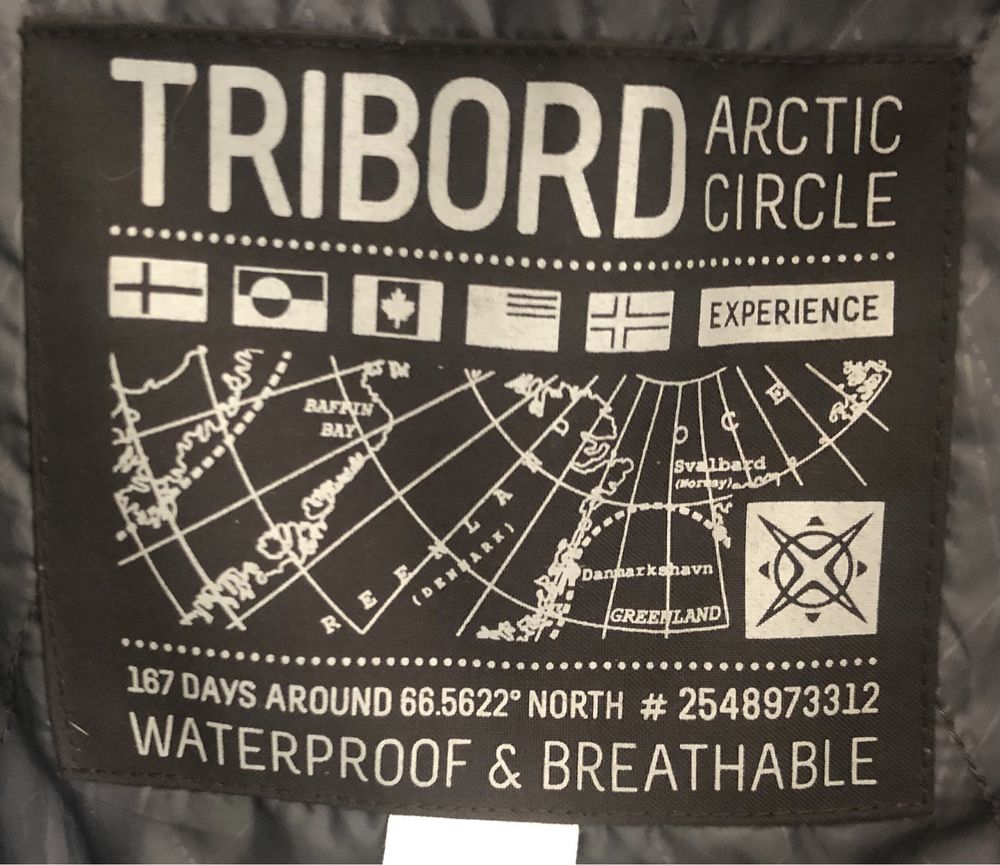 TRIBORD ARCTIC CIRCLE
EXPERIENCE
BAFFIN
BAY
O C E
Svalbard
(Norway)
(DENMARK)
Danmarkshavn
GREENLAND
R E E N L A N D
167 DAYS AROUND 66.5622° NORTH # 2548973312
WATERPROOF & BREATHABLE